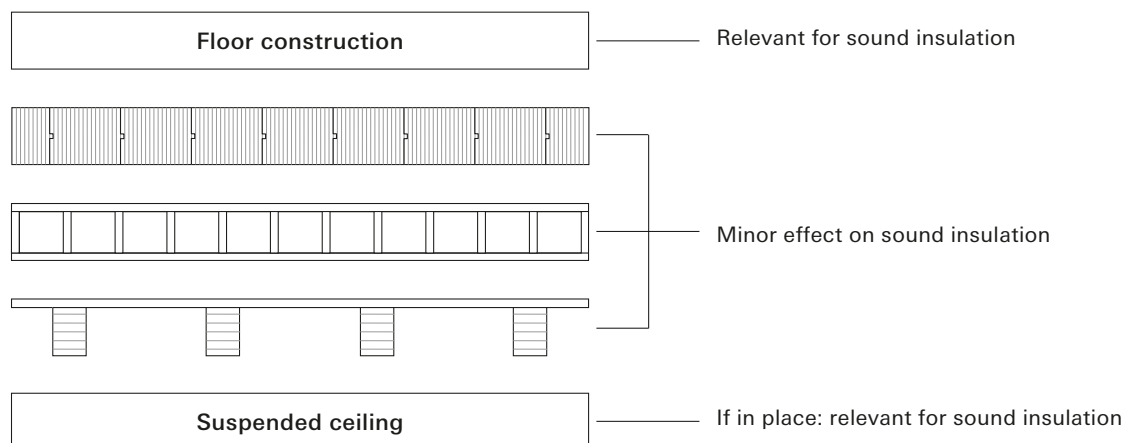 Floor construction
Relevant for sound insulation
Minor effect on sound insulation
Suspended ceiling
If in place: relevant for sound insulation